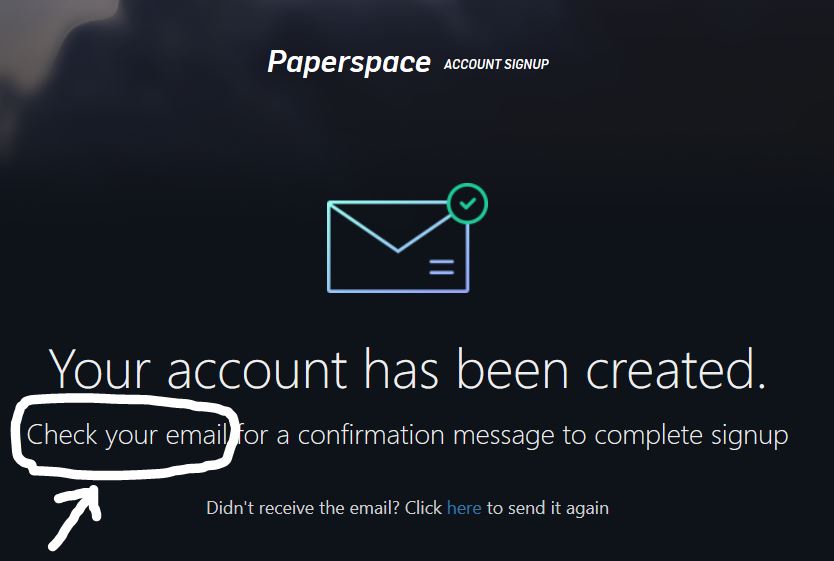 Paperspace ACCOUNT SIGNUP
Your account has been created.
Check your email for a confirmation message to complete signup
Didn't receive the email? Click here to send it again